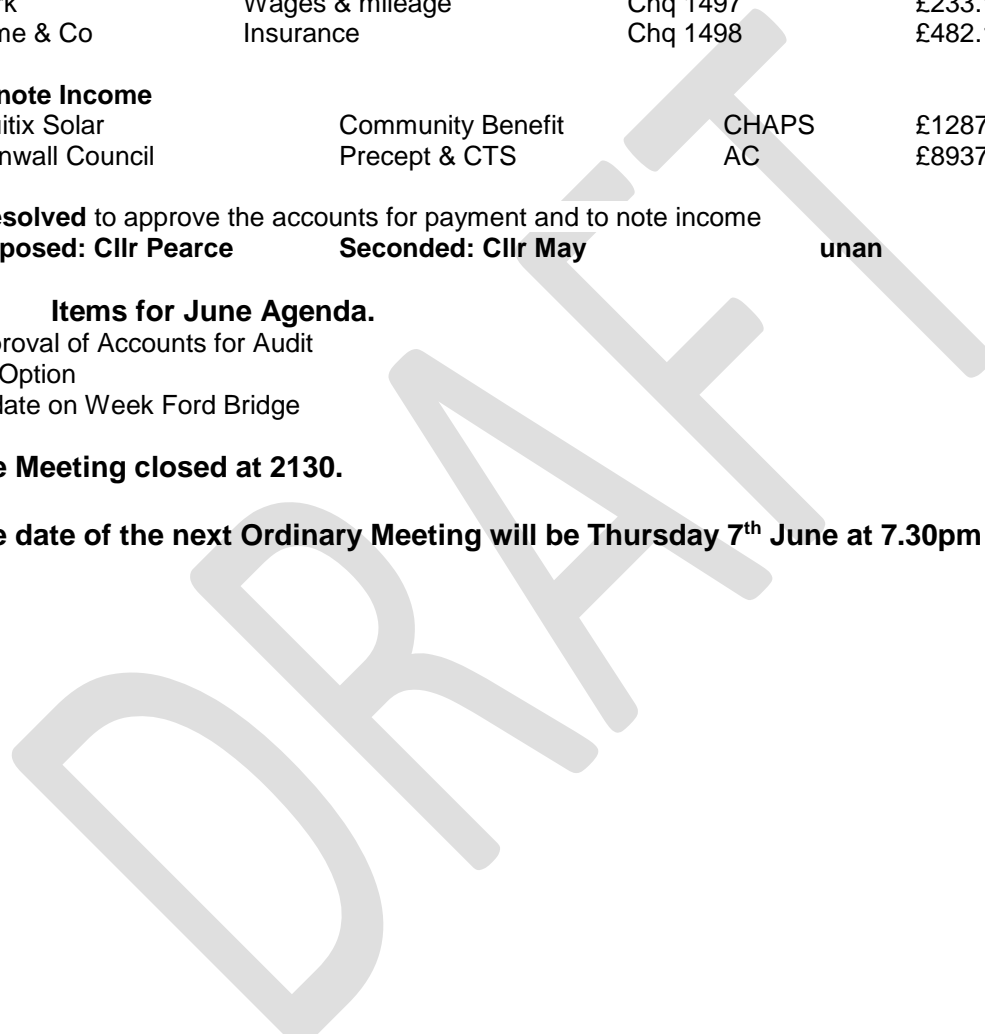 Wages & mileage Chq 1497 £233.
me & Co Insurance Chq 1498 £482.
note Income
itix Solar Community Benefit CHAPS £1287
nwall Council Precept & CTS AC £8937
solved to approve the accounts for payment and to note income
posed: Cllr Pearce Seconded: Cllr May unan
Items for June Agenda.
roval of Accounts for Audit
Option
date on Week Ford Bridge
e Meeting closed at 2130.
e date of the next Ordinary Meeting will be Thursday 7th June at 7.30pm
DRAFT